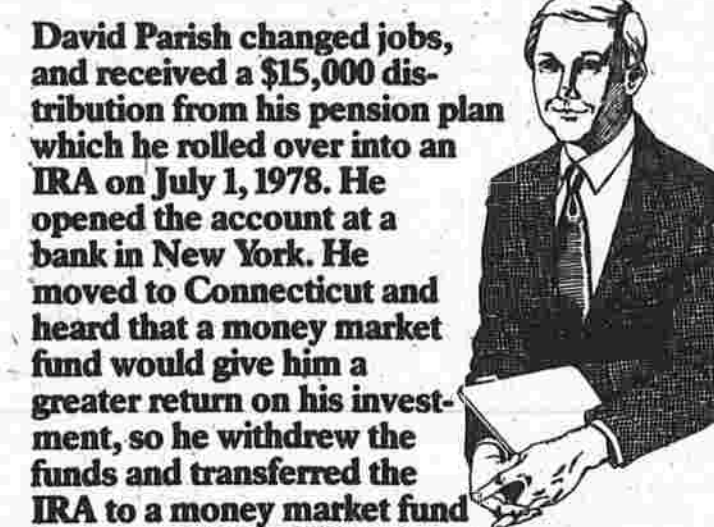 David Parish changed jobs,
and received a $15,000 dis-
tribution from his pension plan
which he rolled over into an
IRA on July 1, 1978. He
opened the account at a
bank in New York. He
moved to Connecticut and
heard that a money market
fund would give him a
greater return on his invest-
ment, so he withdrew the
funds and transferred the
IRA to a money market fund